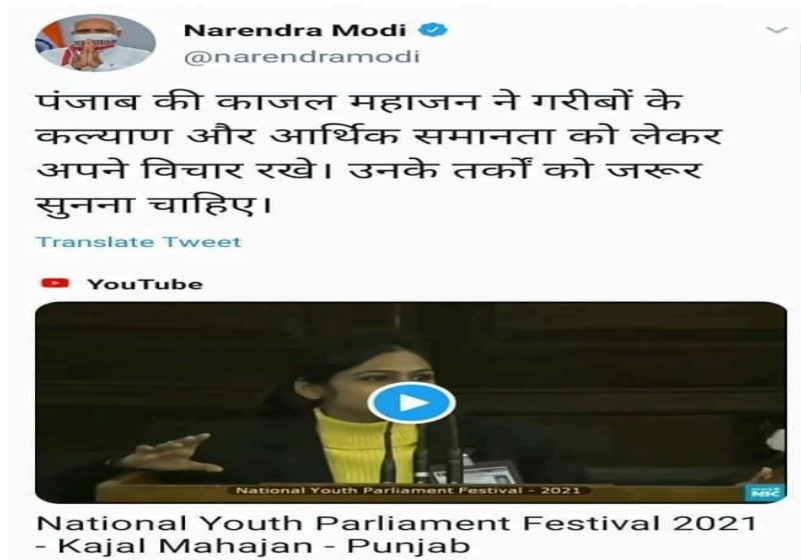 Narendra Modi
@narendramodi
पंजाब की काजल महाजन ने गरीबों के
कल्याण और आर्थिक समानता को लेकर
अपने विचार रखे। उनके तर्कों को जरूर
सुनना चाहिए।
Translate Tweet
YouTube
National Youth Parliament Festival - 2021
NIC
National Youth Parliament Festival 2021
- Kajal Mahajan - Punjab